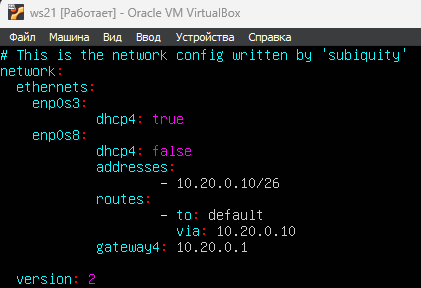 ws21 [Работает] - Oracle VM VirtualBox
Файл Машина Вид Ввод Устройства Справка
# This is the network config written by 'subiquity'
network:
  ethernets:
    enp0s3:
            dhcp4: true
    enp0s8:
            dhcp4: false
            addresses:
                    - 10.20.0.10/26
            routes:
                    - to: default
                      via: 10.20.0.10
            gateway4: 10.20.0.1
  version: 2